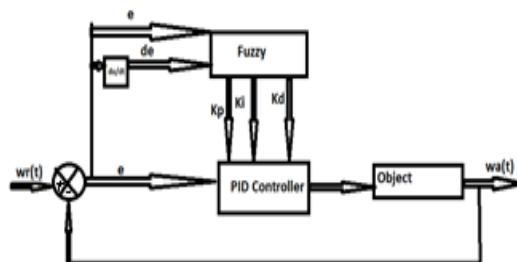 e
Fuzzy
de
de/dt
Kp
Ki
Kd
wr(t)
+
-
e
PID Controller
Object
wa(t)